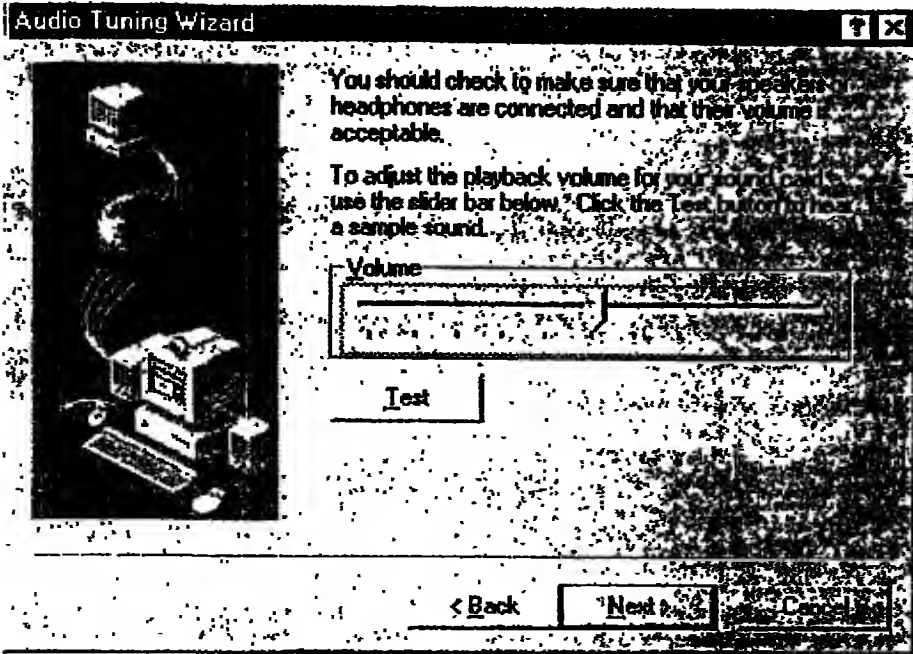 Audio Tuning Wizard
You should check to make sure that your speakers
headphones are connected and that their volume
acceptable.
To adjust the playback volume for your sound card
use the slider bar below. Click the Test button to hear
a sample sound.
Volume
Test
< Back
Next >
Cancel